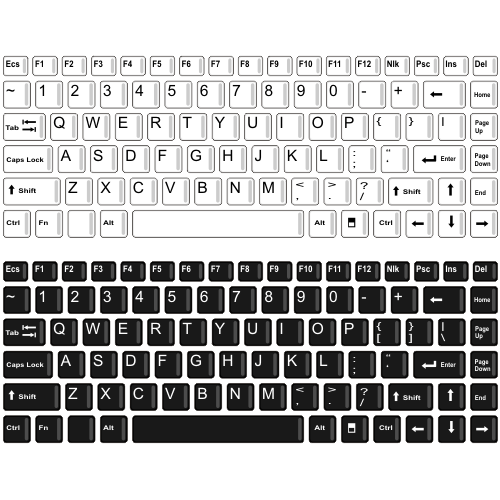 Ecs F1 F2 F3 F4 F5 F6 F7 F8 F9 F10 F11 F12 Nlk Psc Ins Del
~ 1 2 3 4 5 6 7 8 9 0 - + Home
Tab Q W E R T Y U I O P { } | Page Up
Caps Lock A S D F G H J K L : ; “ . Enter Page Down
Shift Z X C V B N M < , > . ? / Shift End
Ctrl Fn Alt Alt Ctrl
Ecs F1 F2 F3 F4 F5 F6 F7 F8 F9 F10 F11 F12 Nlk Psc Ins Del
~ 1 2 3 4 5 6 7 8 9 0 - + Home
Tab Q W E R T Y U I O P { [ } ] | \ Page Up
Caps Lock A S D F G H J K L : ; “ . Enter Page Down
Shift Z X C V B N M < , > . ? / Shift End
Ctrl Fn Alt Alt Ctrl